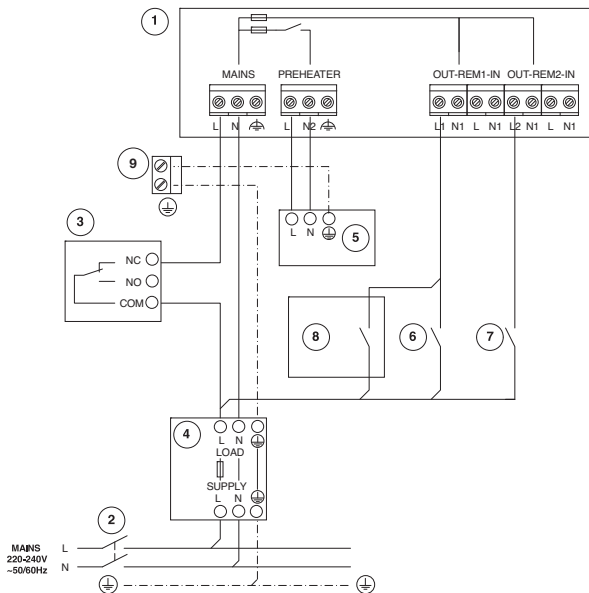 1
MAINS PREHEATER OUT-REM1-IN OUT-REM2-IN
L N L N2 L1 N1 L N1 L2 N1 L N1
9
3
NC
NO
COM
L N
5
8 6 7
4
L N
LOAD
SUPPLY
L N
2
MAINS
220-240V
~50/60Hz
L
N